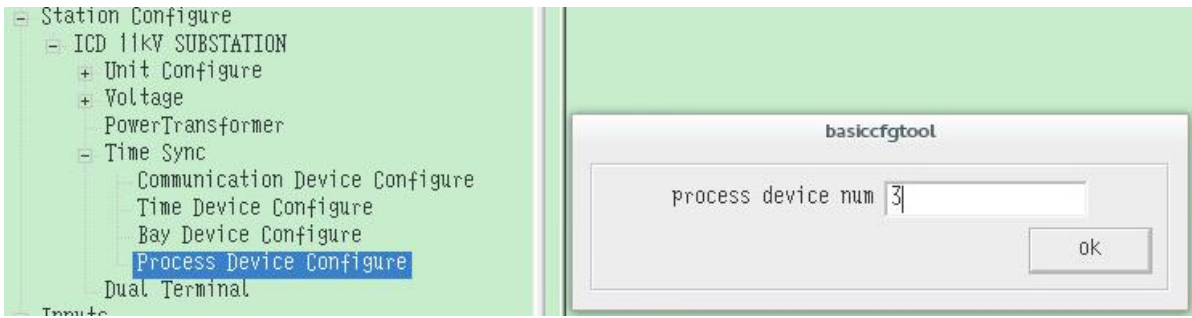 Station Configure
ICD 11kV SUBSTATION
Unit Configure
Voltage
PowerTransformer
Time Sync
Communication Device Configure
Time Device Configure
Bay Device Configure
Process Device Configure
Dual Terminal
Inputs
basiccfgtool
process device num 3
ok